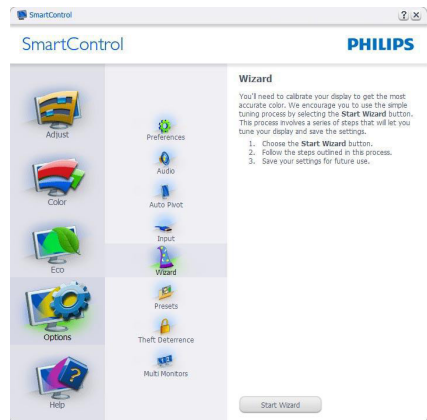 SmartControl
SmartControl
PHILIPS
Adjust
Color
Eco
Options
Help
Preferences
Audio
Auto Pivot
Input
Wizard
Presets
Theft Deterrence
Multi Monitors
Wizard
You'll need to calibrate your display to get the most
accurate color. We encourage you to use the simple
tuning process by selecting the Start Wizard button.
This process involves a series of steps that will let you
tune your display and save the settings.
1. Choose the Start Wizard button.
2. Follow the steps outlined in this process.
3. Save your settings for future use.
Start Wizard